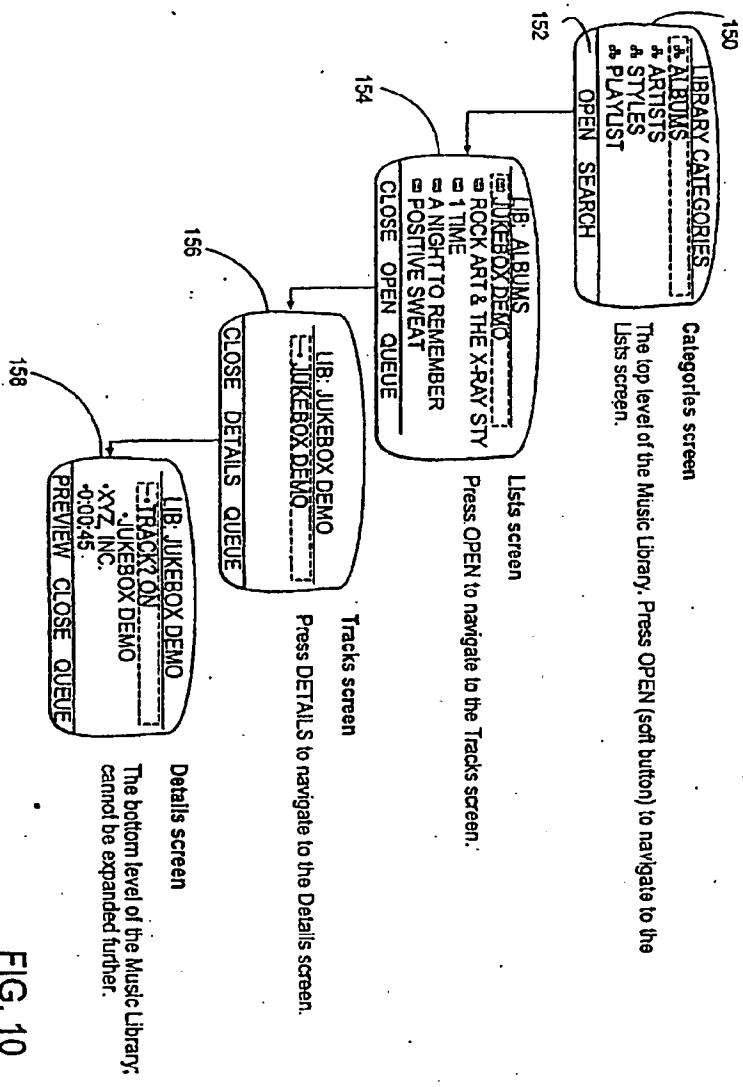 150
LIBRARY CATEGORIES
ALBUMS
ARTISTS
STYLES
PLAYLIST
OPEN SEARCH
152
Categories screen
The top level of the Music Library. Press OPEN (soft button) to navigate to the
Lists screen.
154
LIB: ALBUMS
JUKEBOX DEMO
ROCK ART & THE X-RAY STY
1 TIME
A NIGHT TO REMEMBER
POSITIVE SWEAT
CLOSE OPEN QUEUE
Lists screen
Press OPEN to navigate to the Tracks screen.
156
LIB: JUKEBOX DEMO
JUKEBOX DEMO
CLOSE DETAILS QUEUE
Tracks screen
Press DETAILS to navigate to the Details screen.
158
LIB: JUKEBOX DEMO
TRACK? ON
•JUKEBOX DEMO
•XYZ, INC.
•0:00:45
PREVIEW CLOSE QUEUE
Details screen
The bottom level of the Music Library;
cannot be expanded further.
FIG. 10